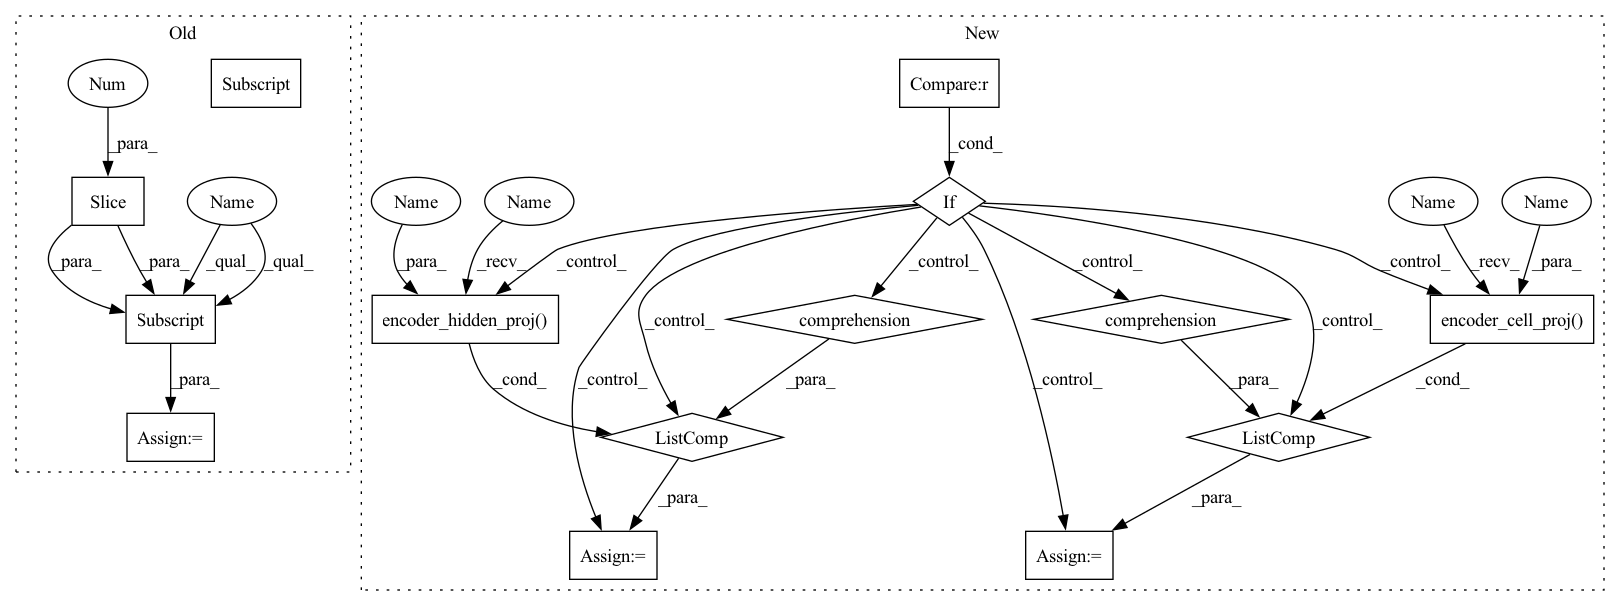 Old
New
Num
Subscript
Compare:r
_para_
_cond_
Slice
Name
Name
Name
If
Name
Name
_para_
_para_
_qual_
_qual_
_para_
_recv_
_control_
_control_
_control_
_control_
_recv_
_para_
Subscript
encoder_hidden_proj()
_control_
comprehension
comprehension
_control_
encoder_cell_proj()
_para_
_cond_
_control_
_para_
_control_
_para_
_cond_
Assign:=
ListComp
ListComp
_para_
_para_
Assign:=
Assign:=